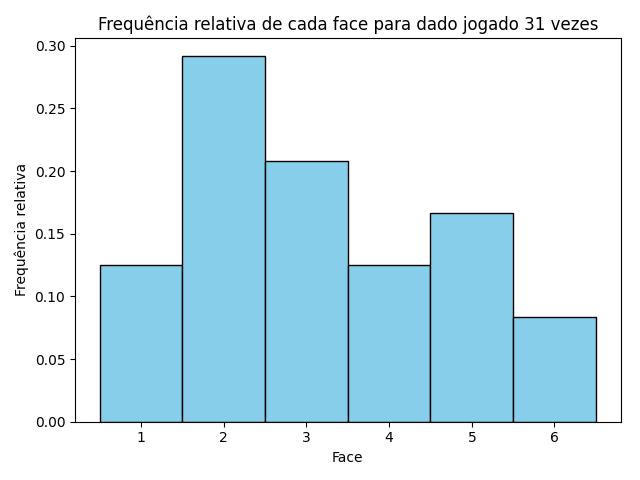 Frequência relativa de cada face para dado jogado 31 vezes
Frequência relativa
0.30
0.25
0.20
0.15
0.10
0.05
0.00
1 2 3 4 5 6
Face